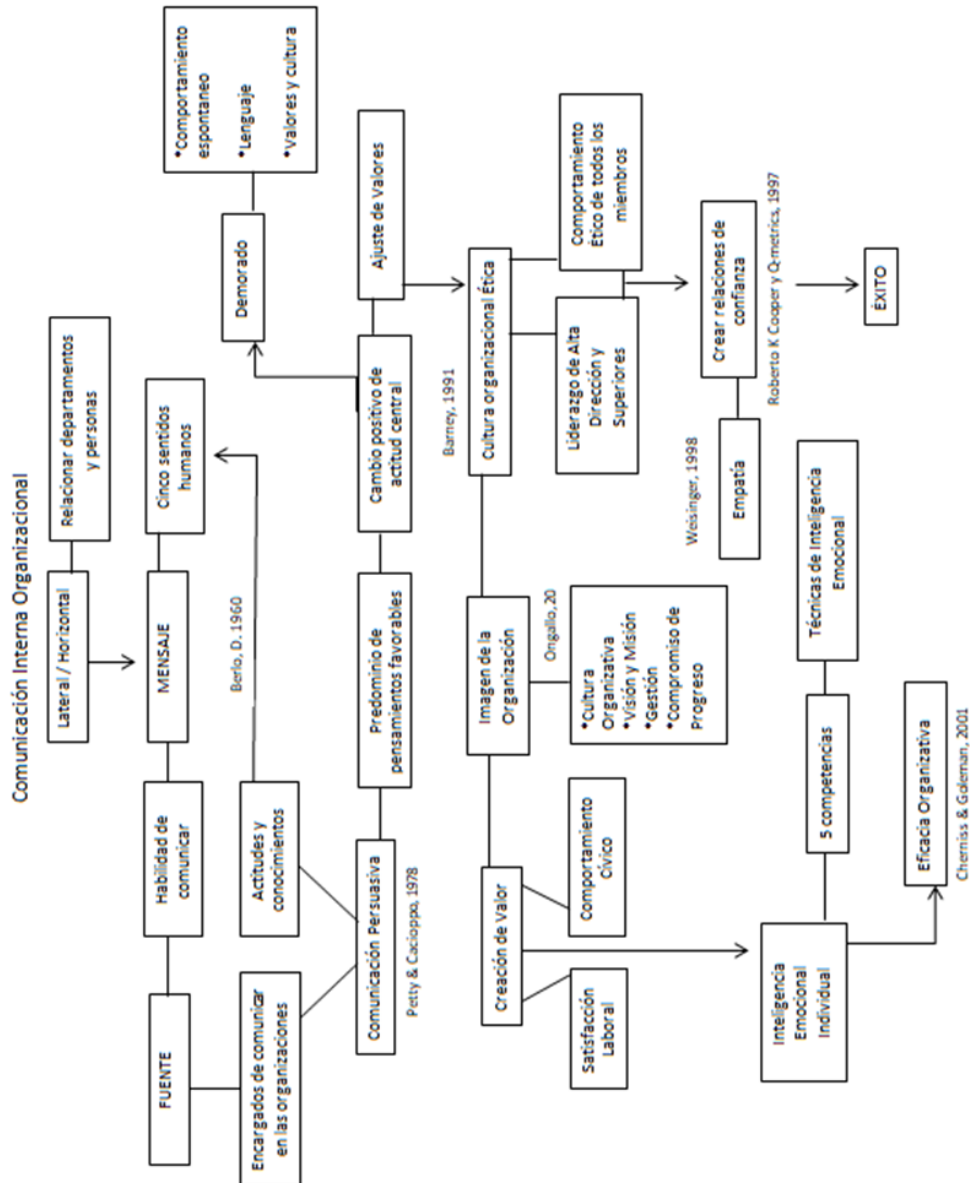 Comunicación Interna Organizacional
Lateral / Horizontal
Relacionar departamentos
y personas
FUENTE
Habilidad de
comunicar
MENSAJE
Cinco sentidos
humanos
Demorado
*Comportamiento
espontaneo
*Lenguaje
*Valores y cultura
Encargados de comunicar
en las organizaciones
Actitudes y
conocimientos
Berlo, D. 1960
Comunicación Persuasiva
Petty & Cacioppo, 1978
Predominio de
pensamientos favorables
Cambio positivo de
actitud central
Ajuste de Valores
Barney, 1991
Creación de Valor
Imagen de la
Organización
Cultura organizacional Ética
Ongallo, 20
Satisfacción
Laboral
Comportamiento
Cívico
*Cultura
Organizativa
*Visión y Misión
*Gestión
*Compromiso de
Progreso
Liderazgo de Alta
Dirección y
Superiores
Comportamiento
Ético de todos los
miembros
Weisinger, 1998
Empatía
Crear relaciones de
confianza
Roberto K Cooper y Q-metrics, 1997
Inteligencia
Emocional
Individual
5 competencias
Técnicas de Inteligencia
Emocional
Eficacia Organizativa
Cherniss & Goleman, 2001
ÉXITO